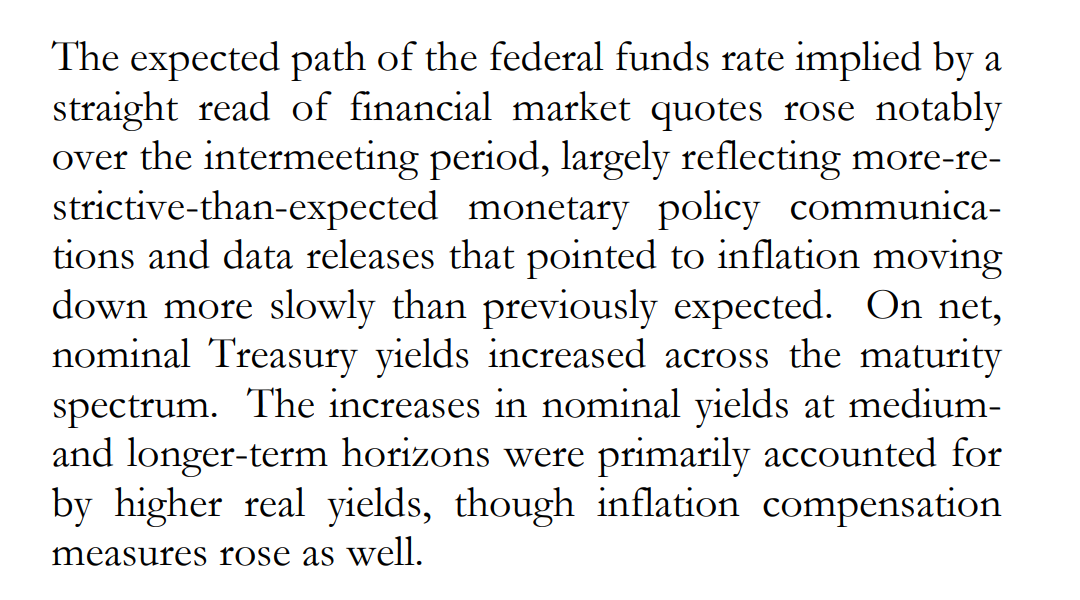 The expected path of the federal funds rate implied by a
straight read of financial market quotes rose notably
over the intermeeting period, largely reflecting more-re-
strictive-than-expected monetary policy communica-
tions and data releases that pointed to inflation moving
down more slowly than previously expected.  On net,
nominal Treasury yields increased across the maturity
spectrum.  The increases in nominal yields at medium-
and longer-term horizons were primarily accounted for
by higher real yields, though inflation compensation
measures rose as well.